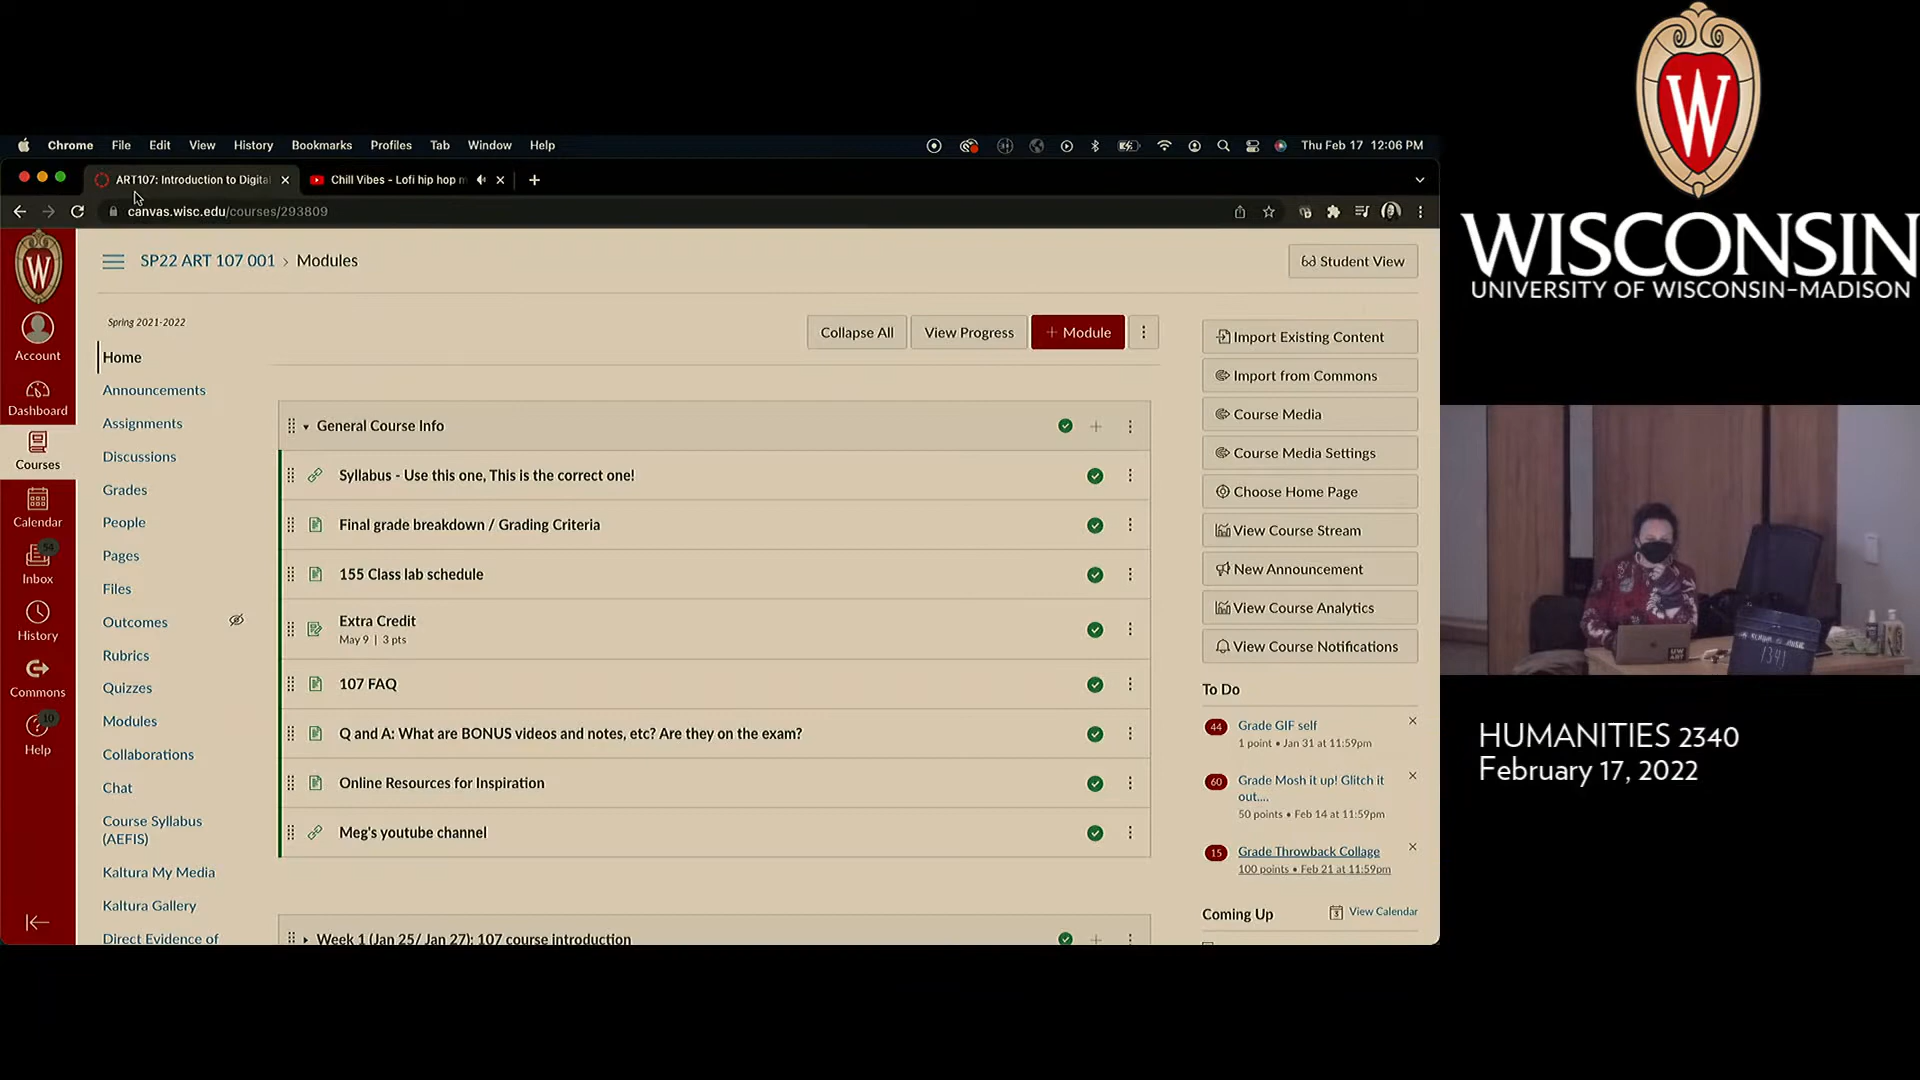 Chrome File Edit View History Bookmarks Profiles Tab Window Help Thu Feb 17 12:06 PM
ART107: Introduction to Digita Chill Vibes - Lofi hip hop m
canvas.wisc.edu/courses/293809
SP22 ART 107 001 › Modules
Student View
Spring 2021-2022
Home
Announcements
Assignments
Discussions
Grades
People
Pages
Files
Outcomes
Rubrics
Quizzes
Modules
Collaborations
Chat
Course Syllabus
(AEFIS)
Kaltura My Media
Kaltura Gallery
Direct Evidence of
W
Account
Dashboard
Courses
Calendar
54
Inbox
History
Commons
10
Help
Collapse All View Progress + Module
General Course Info
Syllabus - Use this one, This is the correct one!
Final grade breakdown / Grading Criteria
155 Class lab schedule
Extra Credit
May 9 | 3 pts
107 FAQ
Q and A: What are BONUS videos and notes, etc? Are they on the exam?
Online Resources for Inspiration
Meg's youtube channel
Week 1 (Jan 25/ Jan 27): 107 course introduction
Import Existing Content
Import from Commons
Course Media
Course Media Settings
Choose Home Page
View Course Stream
New Announcement
View Course Analytics
View Course Notifications
To Do
44 Grade GIF self
1 point • Jan 31 at 11:59pm
60 Grade Mosh it up! Glitch it
out....
50 points • Feb 14 at 11:59pm
15 Grade Throwback Collage
100 points • Feb 21 at 11:59pm
Coming Up
3 View Calendar
W
WISCONSIN
UNIVERSITY OF WISCONSIN–MADISON
UW
ART
1341
HUMANITIES 2340
February 17, 2022